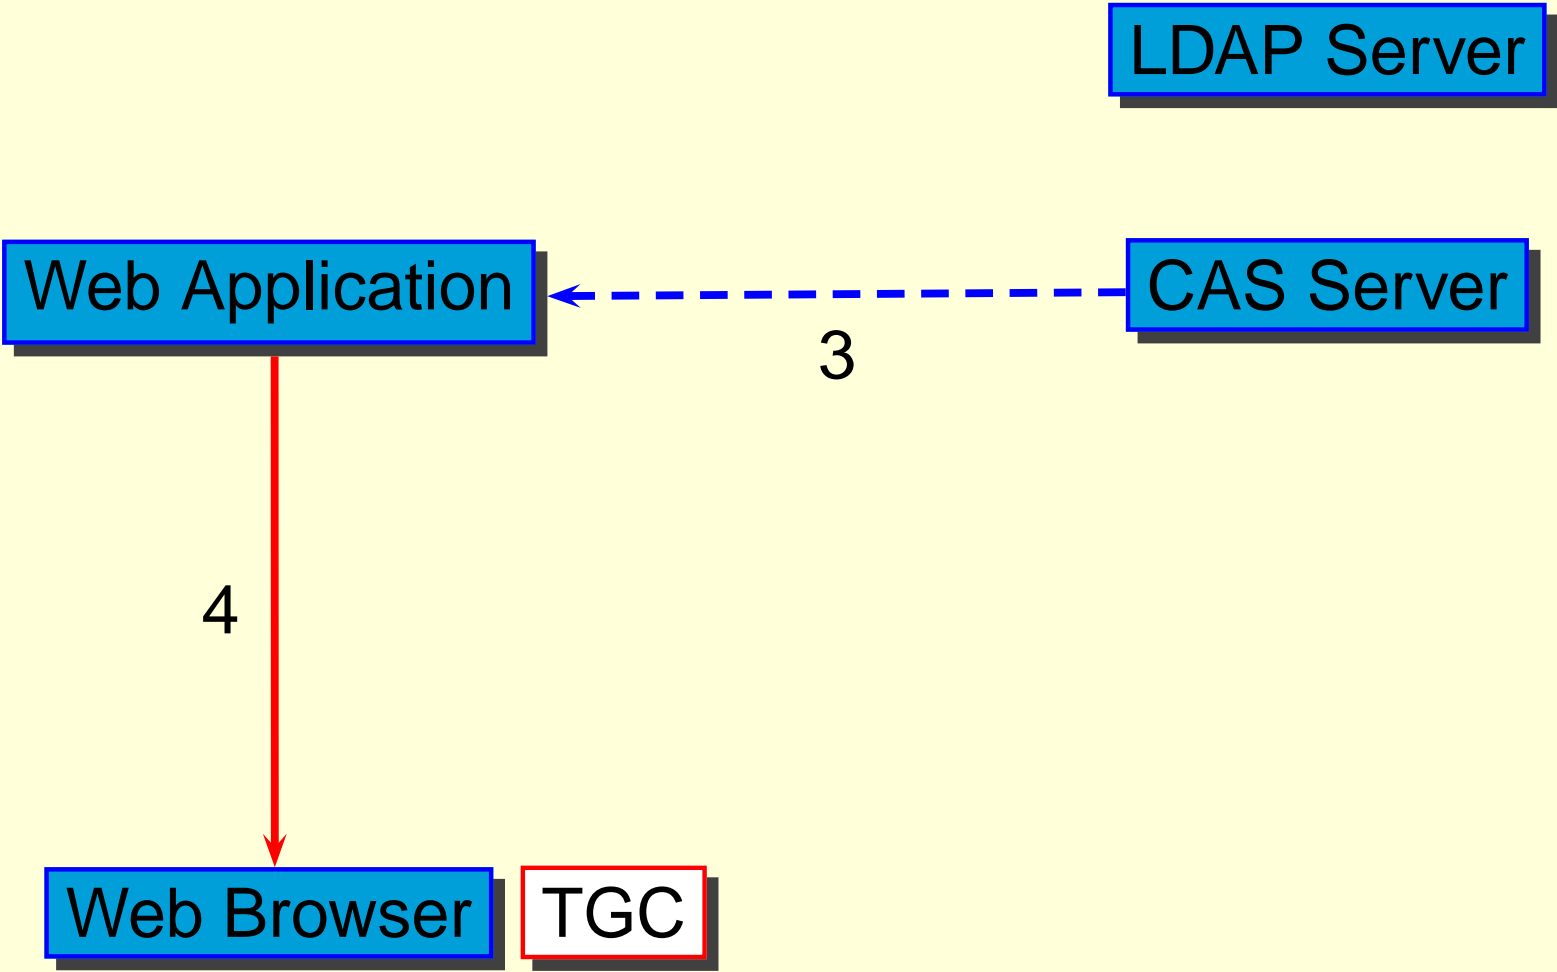 LDAP Server
Web Application
CAS Server
3
4
Web Browser
TGC